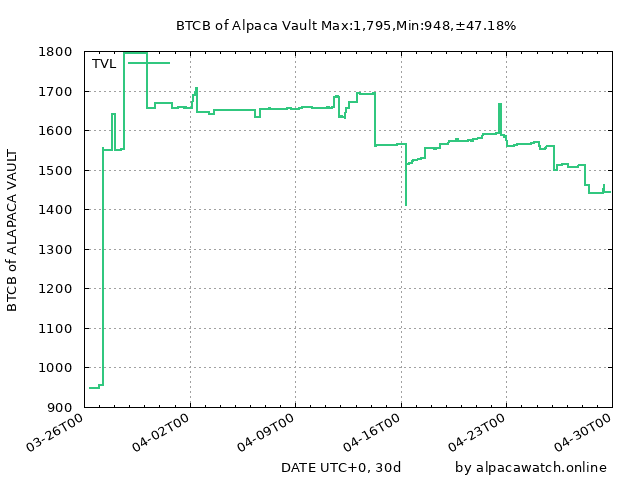 BTCB of Alpaca Vault Max:1,795,Min:948,±47.18%
TVL
BTCB of ALAPACA VAULT
1800
1700
1600
1500
1400
1300
1200
1100
1000
900
03-26T00
04-02T00
04-09T00
04-16T00
04-23T00
04-30T00
DATE UTC+0, 30d
by alpacawatch.online